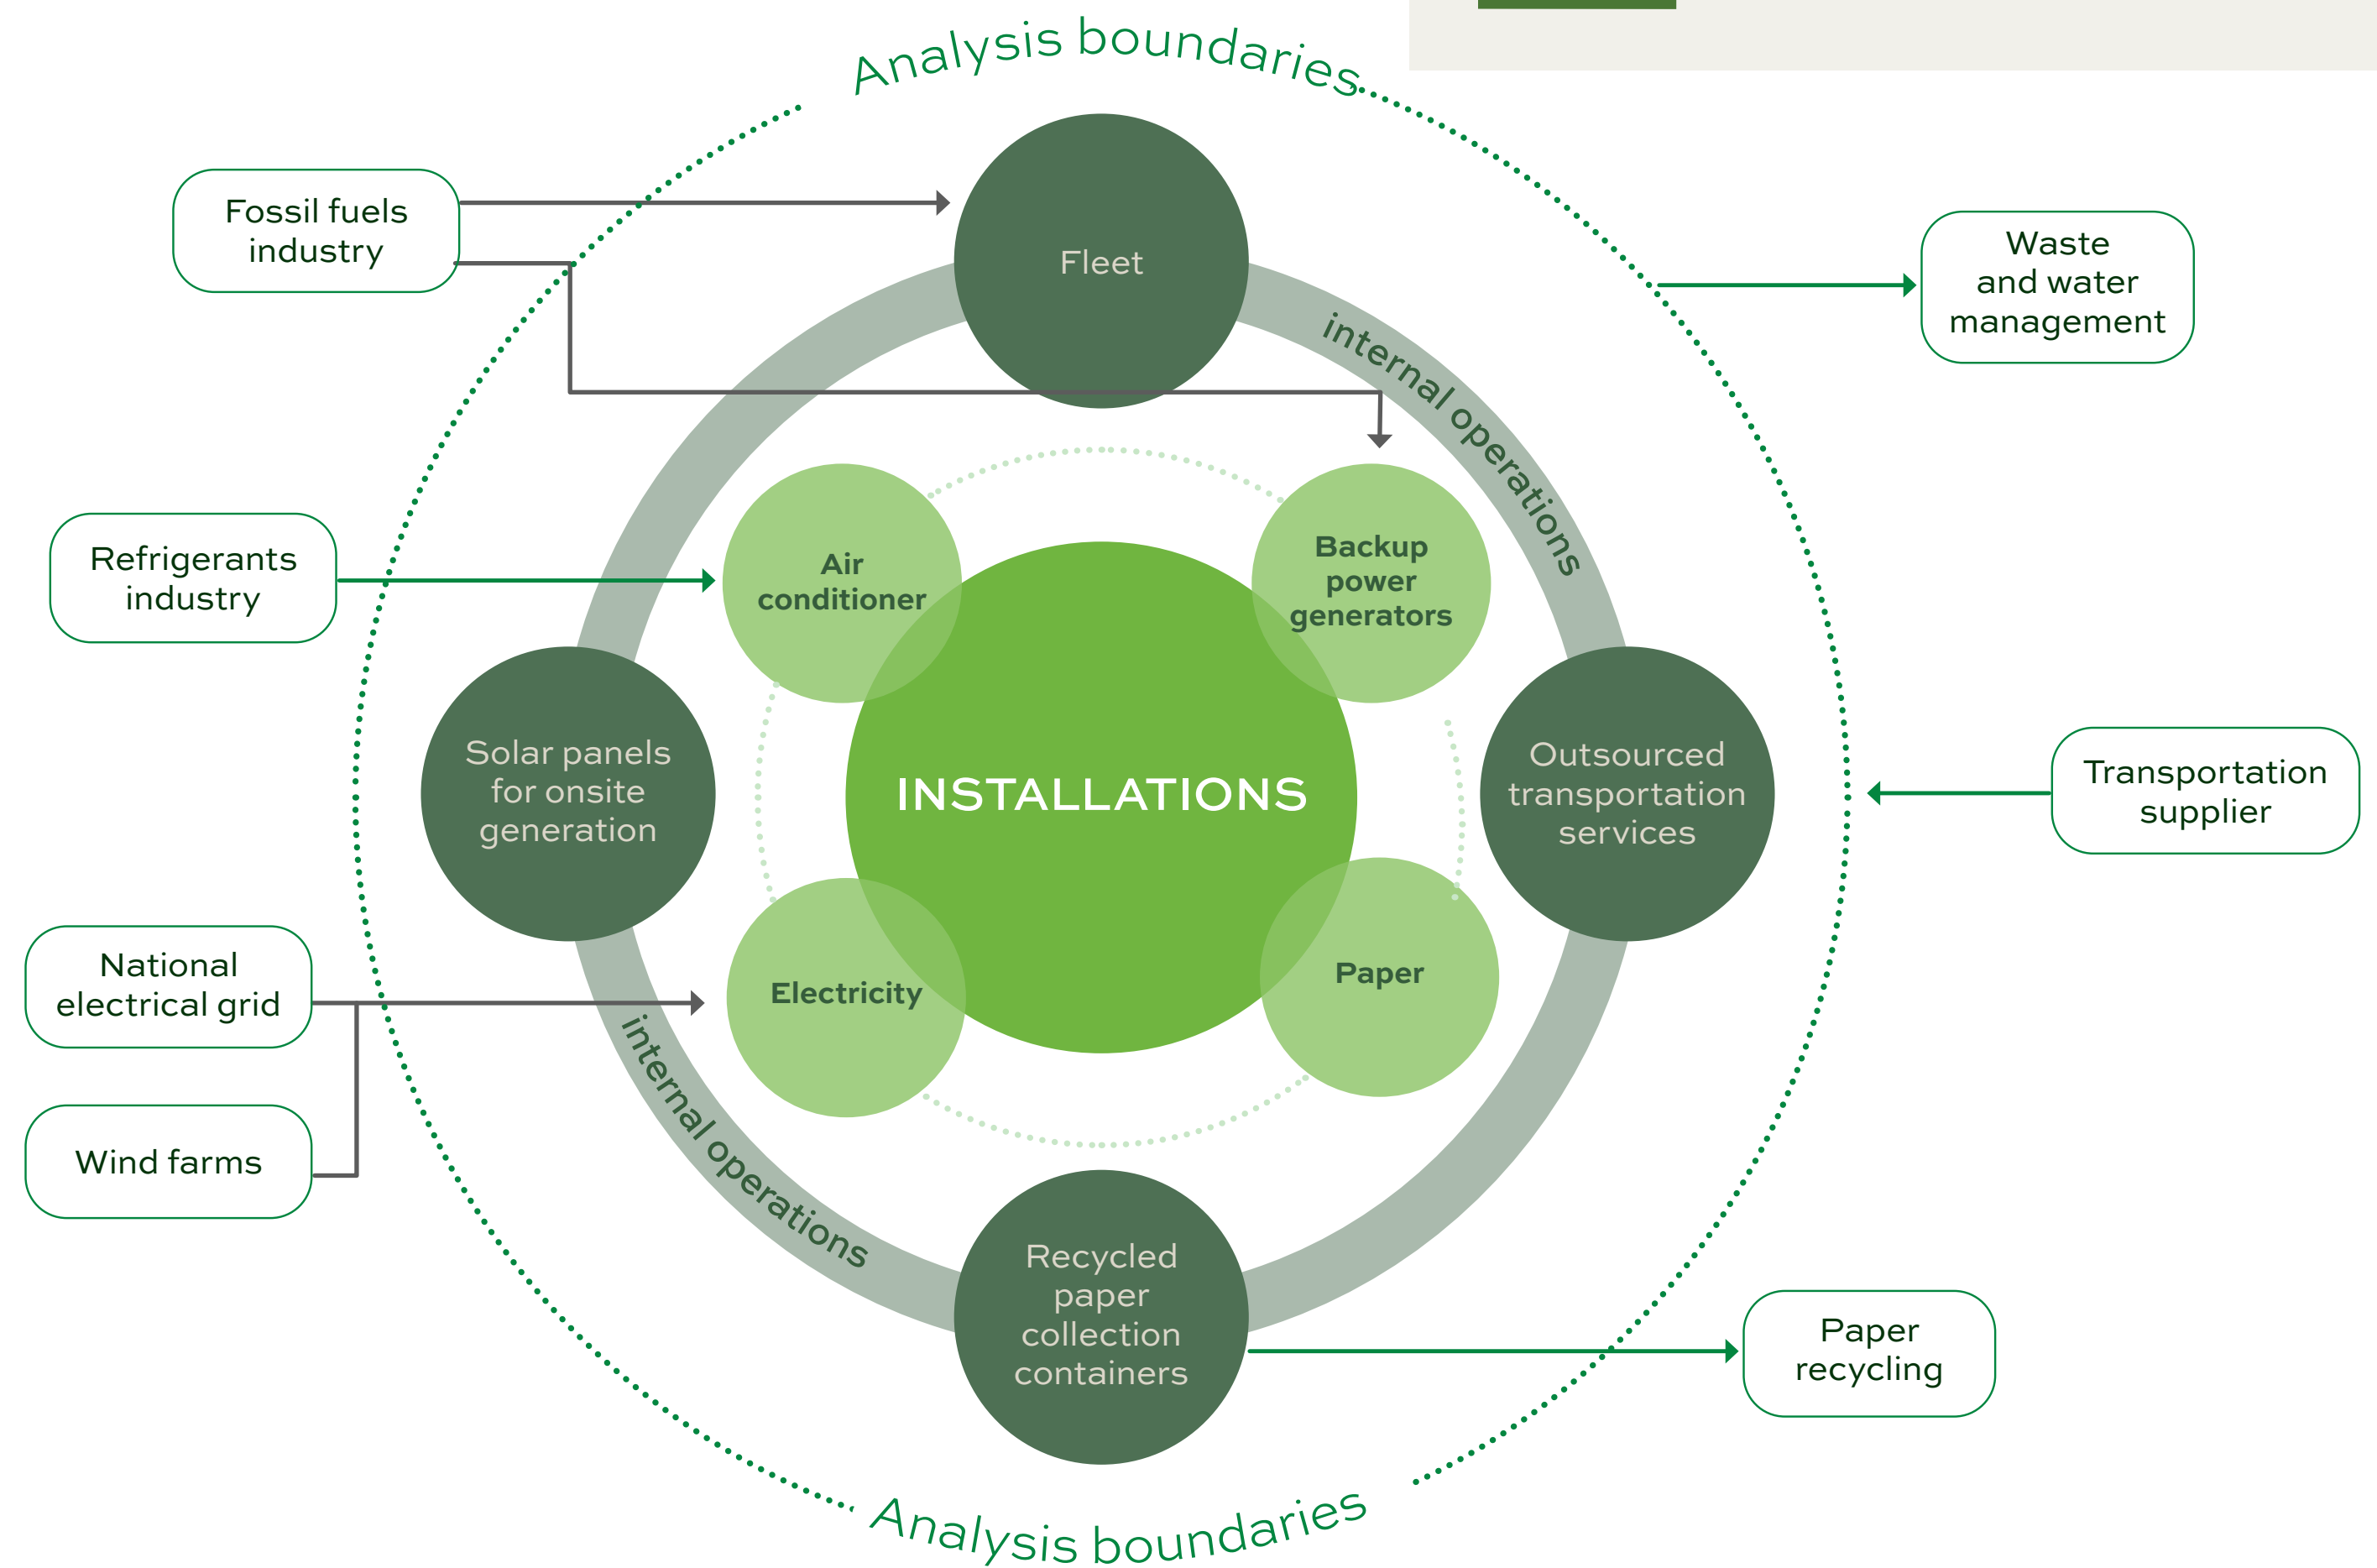 Analysis boundaries
Fossil fuels
industry
Fleet
Waste
and water
management
internal operations
Refrigerants
industry
Air
conditioner
Backup
power
generators
Solar panels
for onsite
generation
INSTALLATIONS
Outsourced
transportation
services
Transportation
supplier
National
electrical grid
Electricity
Paper
internal operations
Wind farms
Recycled
paper
collection
containers
Paper
recycling
Analysis boundaries